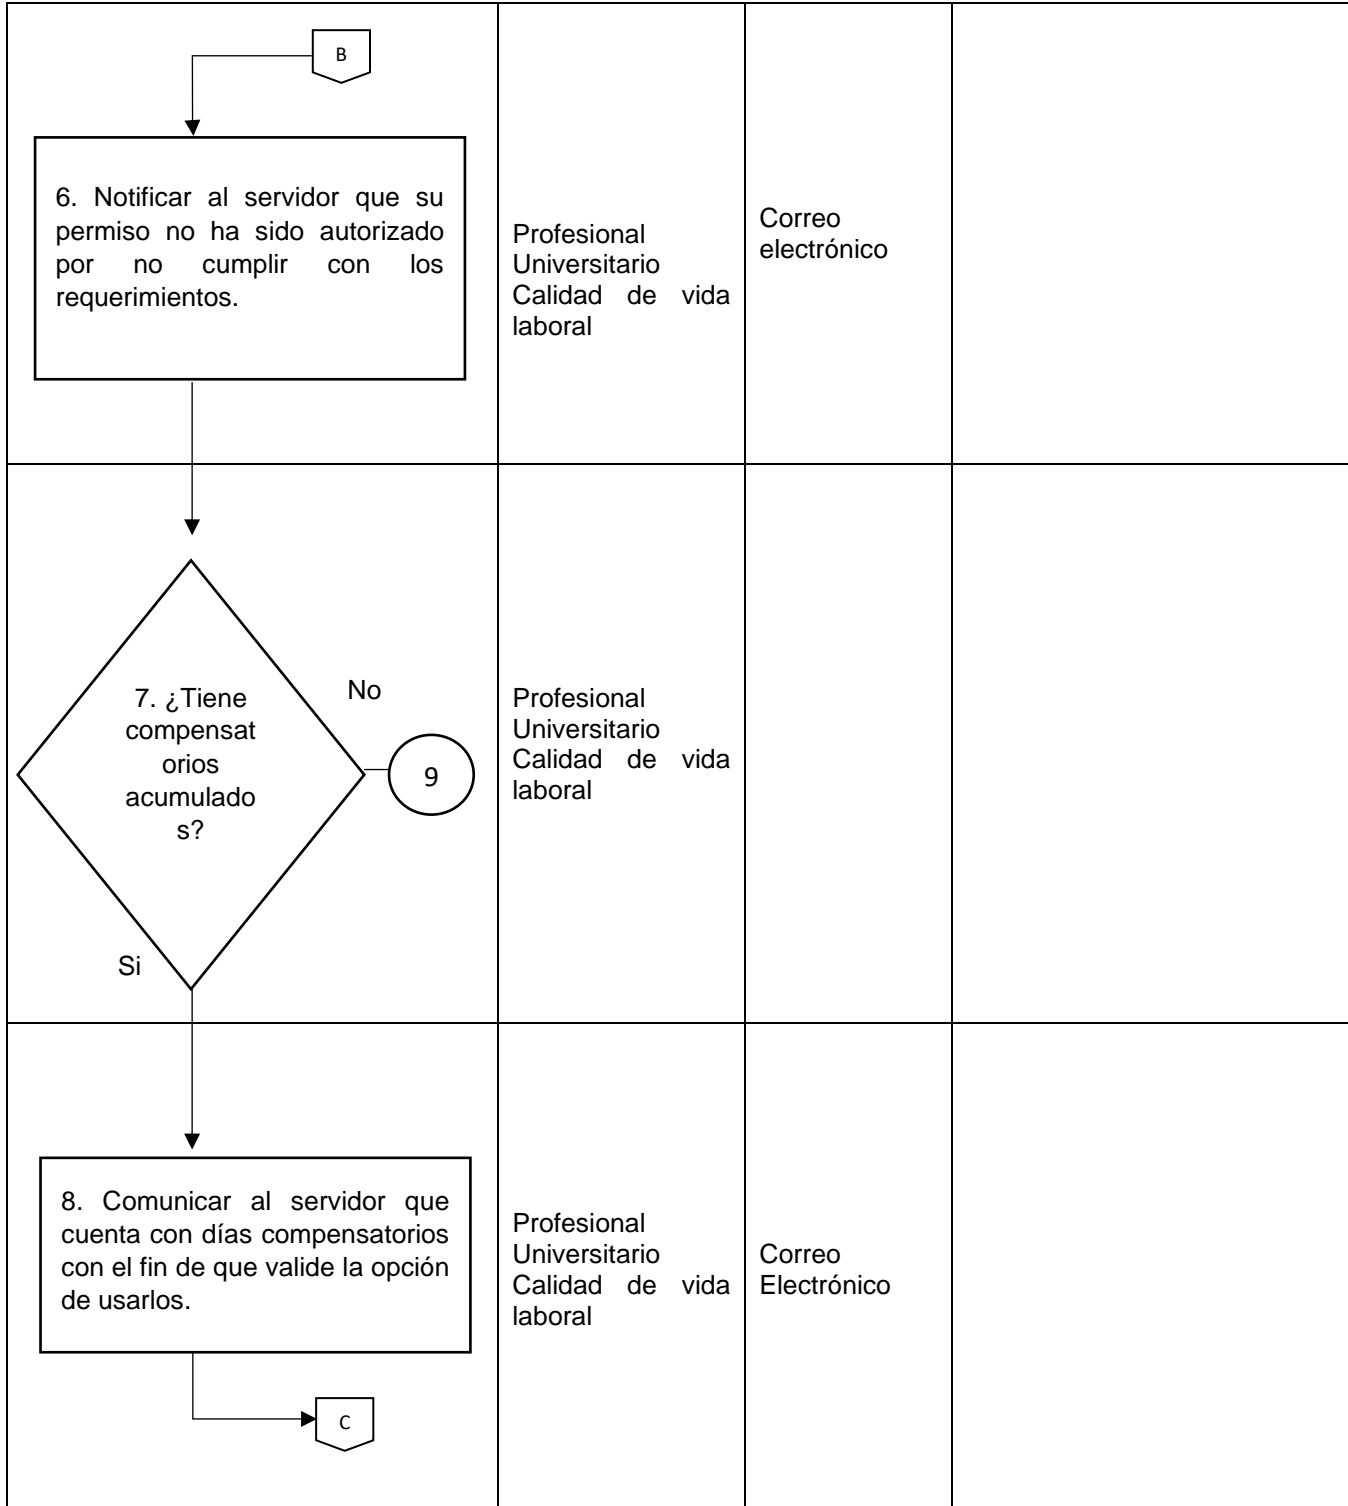 B
6. Notificar al servidor que su
permiso no ha sido autorizado
por no cumplir con los
requerimientos.
Profesional
Universitario
Calidad de vida
laboral
Correo
electrónico
7. ¿Tiene
compensat
orios
acumulado
s?
No
9
Si
Profesional
Universitario
Calidad de vida
laboral
8. Comunicar al servidor que
cuenta con días compensatorios
con el fin de que valide la opción
de usarlos.
C
Profesional
Universitario
Calidad de vida
laboral
Correo
Electrónico